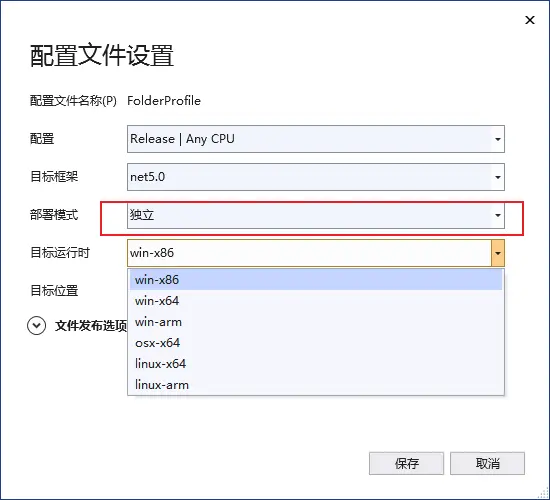 配置文件设置
配置文件名称(P) FolderProfile
配置 Release | Any CPU
目标框架 net5.0
部署模式 独立
目标运行时 win-x86
win-x86
目标位置
win-x64
win-arm
文件发布选项
osx-x64
linux-x64
linux-arm
保存 取消